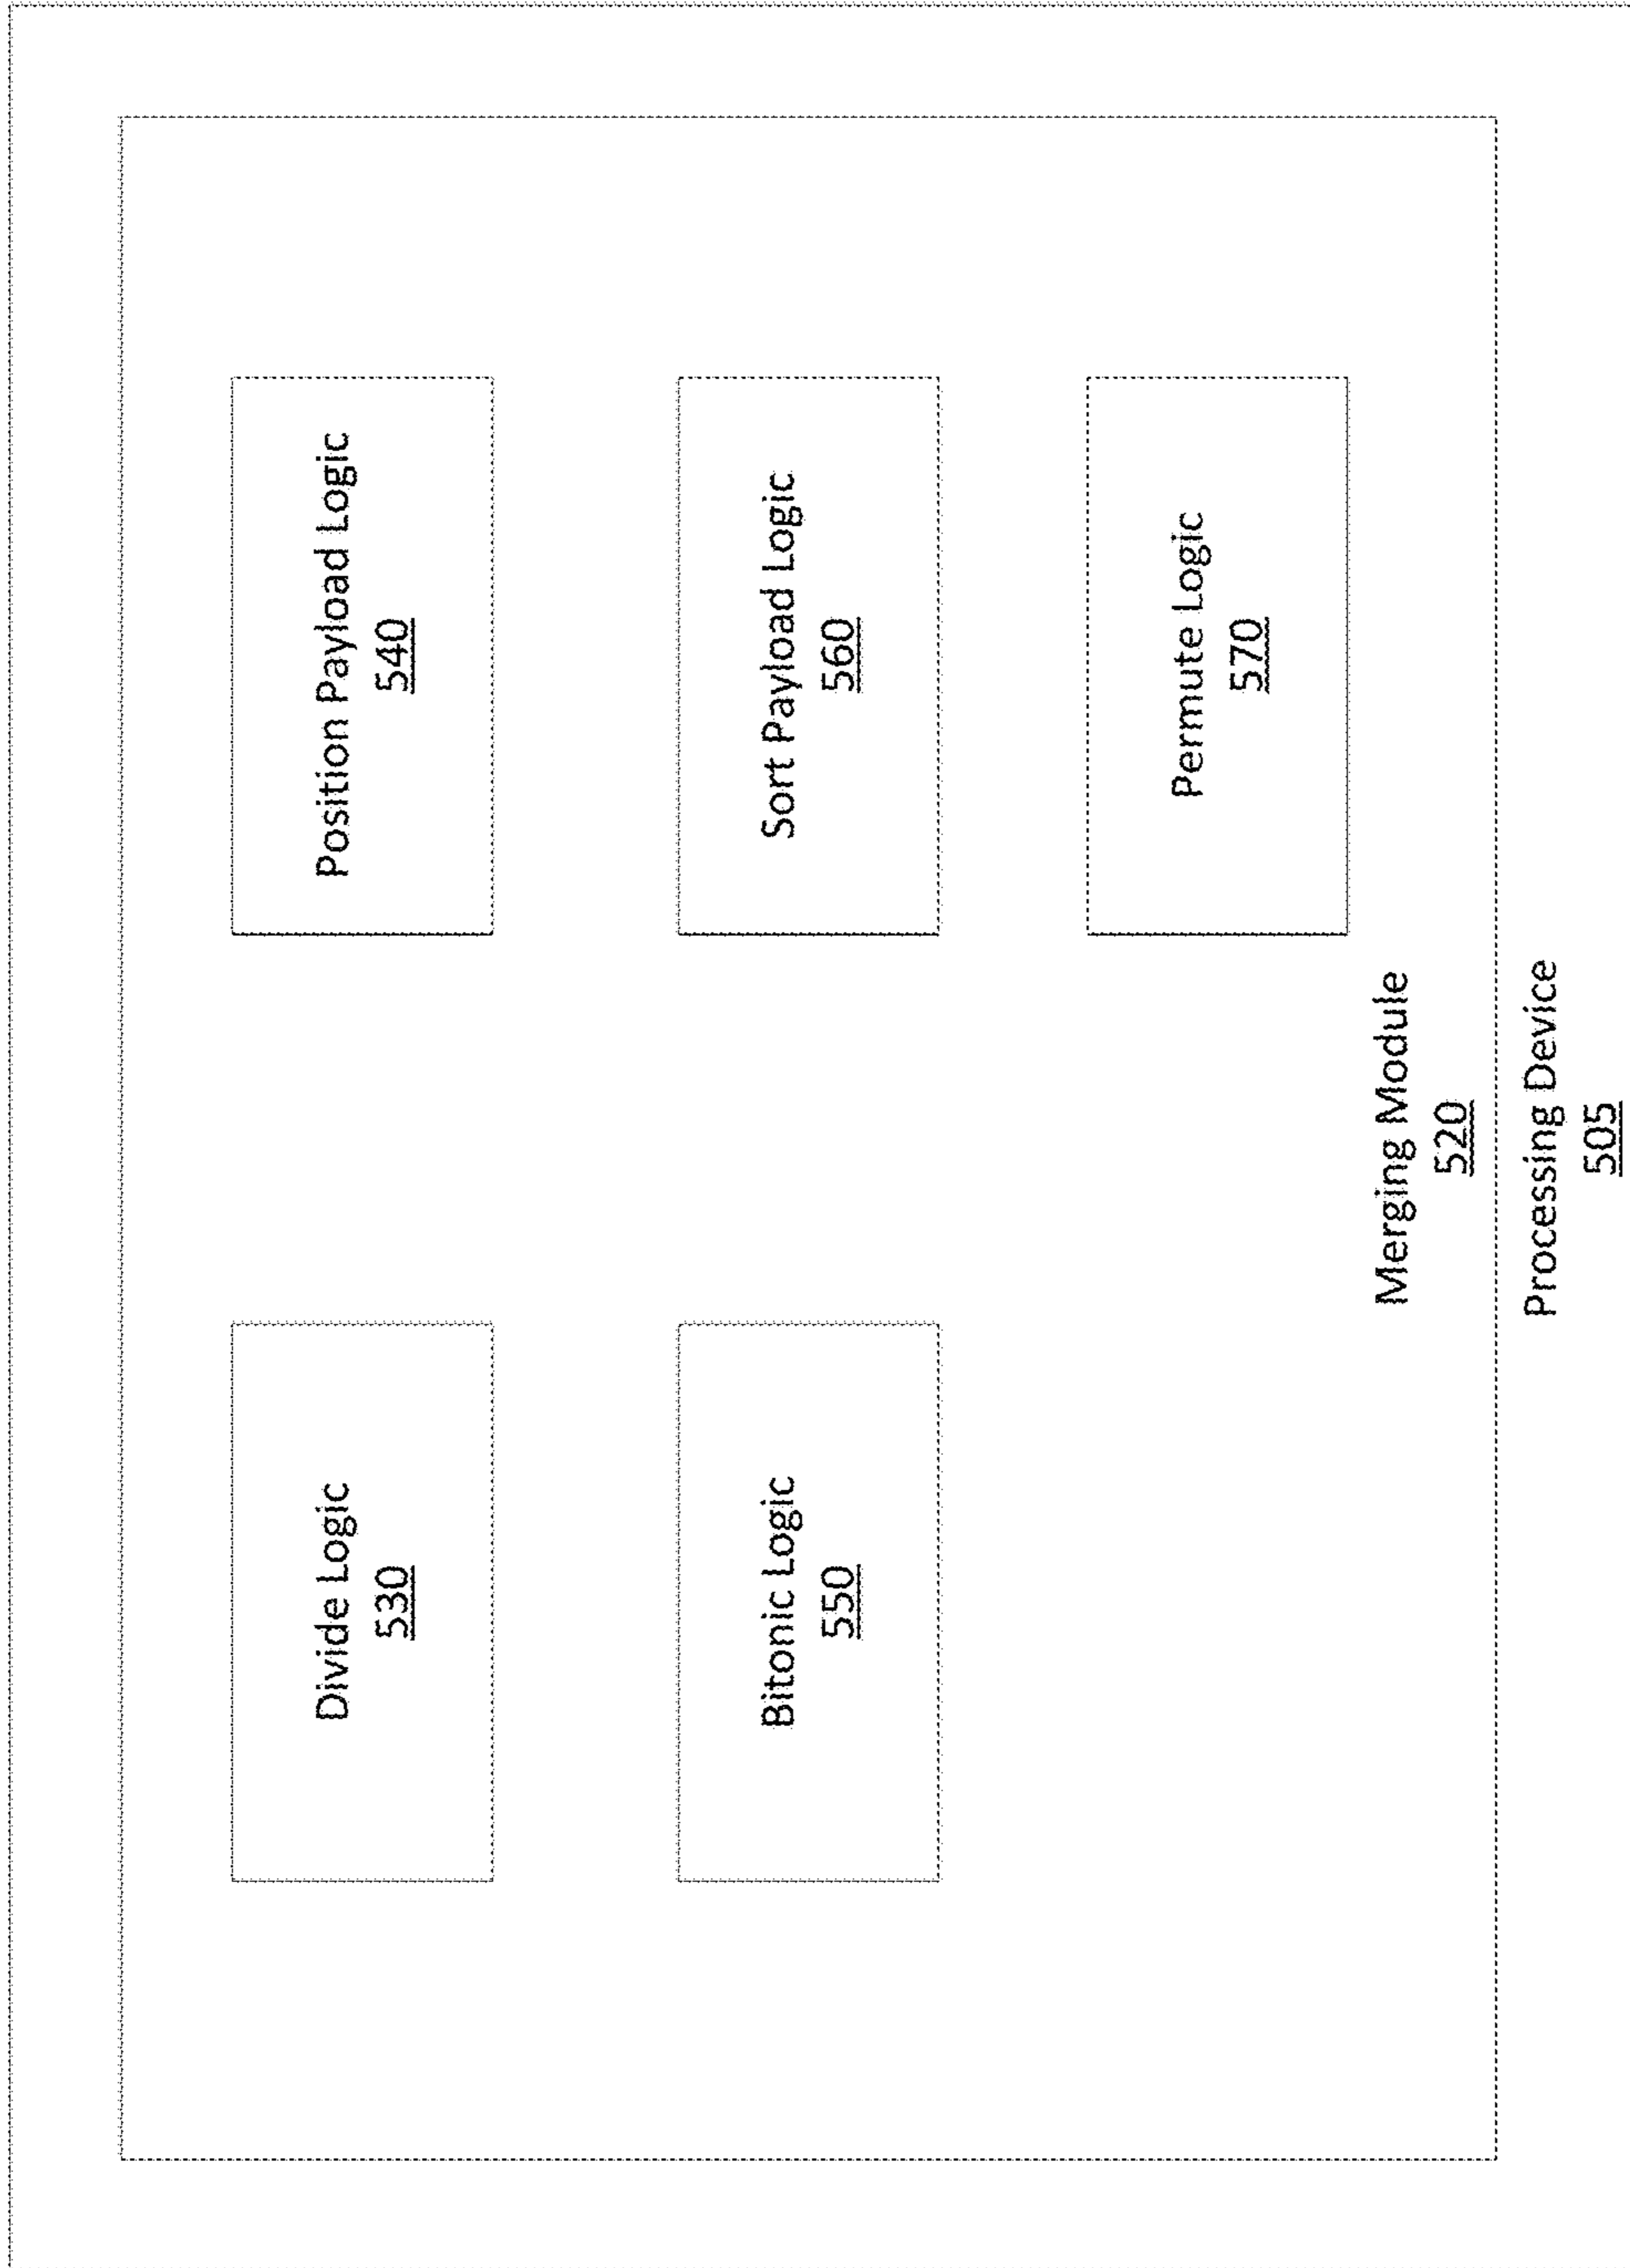 Divide Logic
530
Position Payload Logic
540
Bitonic Logic
550
Sort Payload Logic
560
Permute Logic
570
Merging Module
520
Processing Device
505